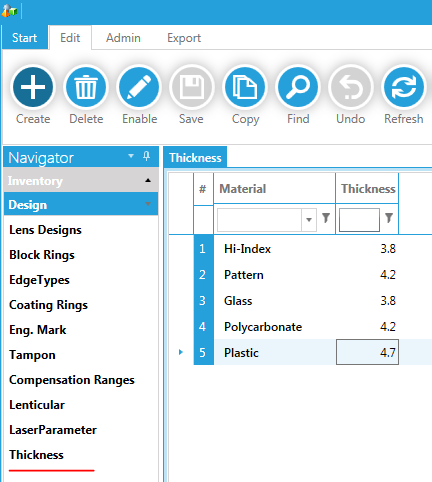 Start Edit Admin Export
Create Delete Enable Save Copy Find Undo Refresh
Navigator
Inventory
Design
Lens Designs
Block Rings
EdgeTypes
Coating Rings
Eng. Mark
Tampon
Compensation Ranges
Lenticular
LaserParameter
Thickness
Thickness
# Material Thickness
1 Hi-Index 3.8
2 Pattern 4.2
3 Glass 3.8
4 Polycarbonate 4.2
5 Plastic 4.7